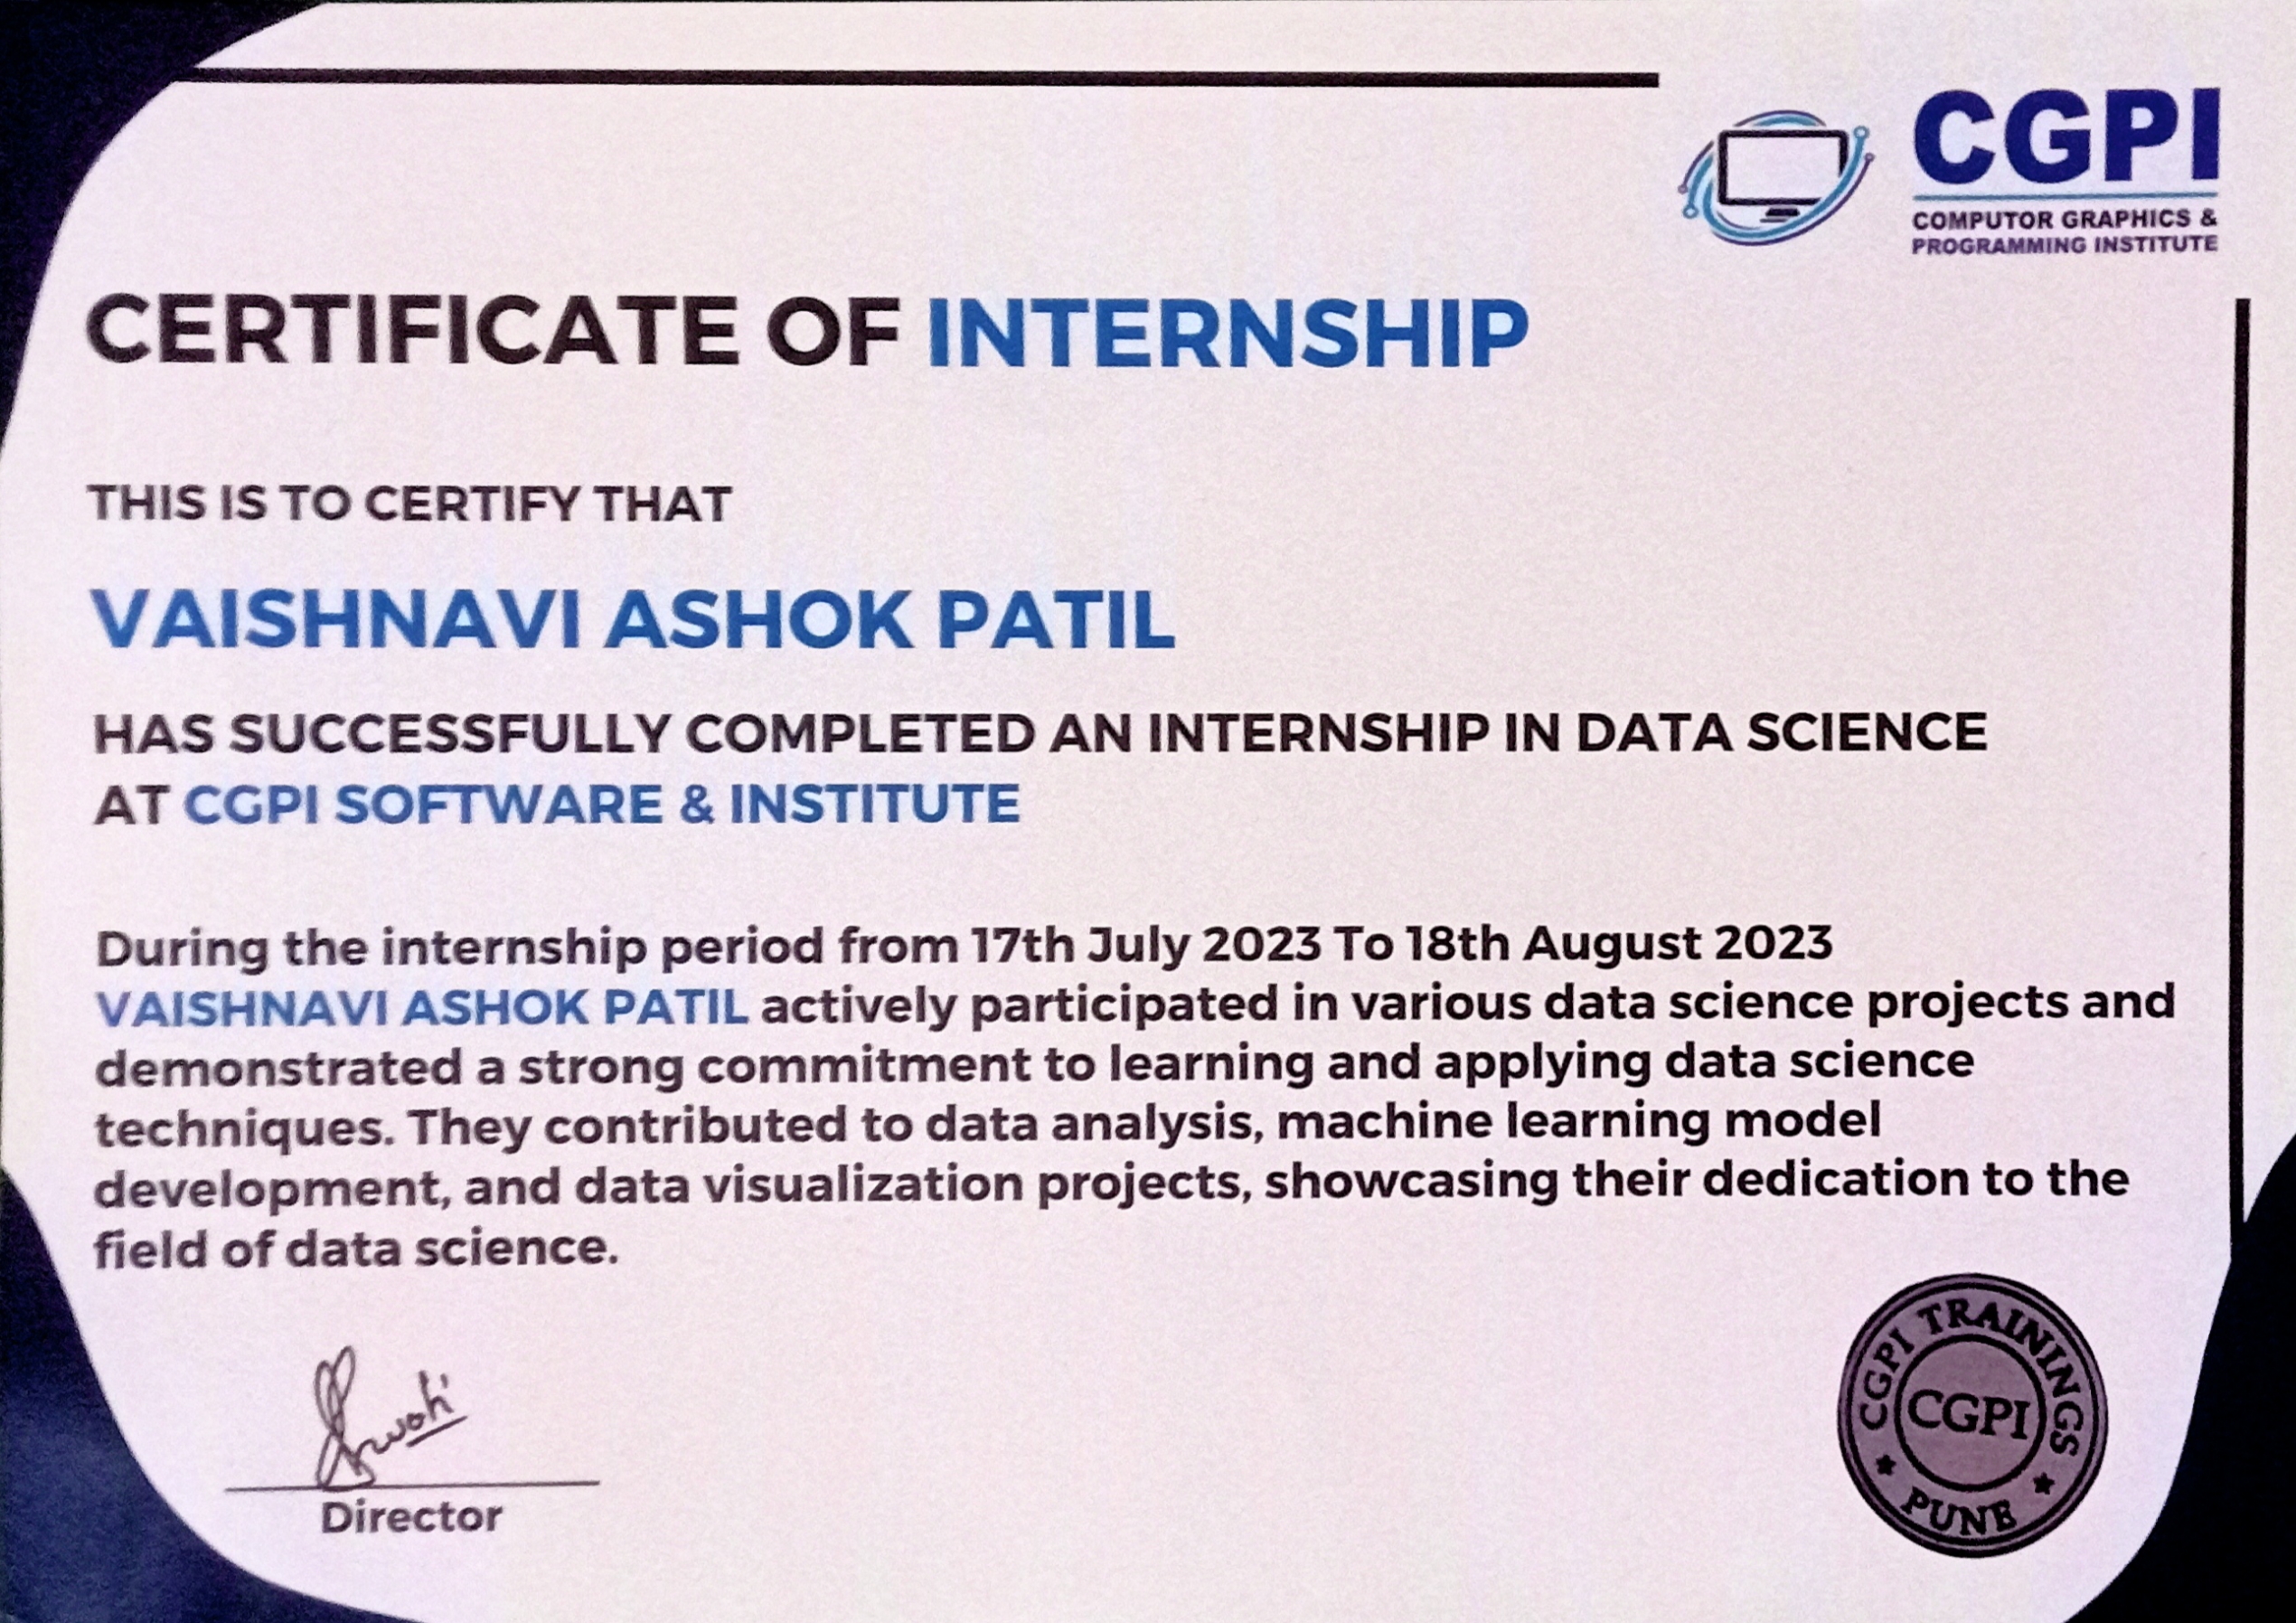 CGPI
COMPUTOR GRAPHICS &
PROGRAMMING INSTITUTE
CERTIFICATE OF INTERNSHIP
THIS IS TO CERTIFY THAT
VAISHNAVI ASHOK PATIL
HAS SUCCESSFULLY COMPLETED AN INTERNSHIP IN DATA SCIENCE
AT CGPI SOFTWARE & INSTITUTE
During the internship period from 17th July 2023 To 18th August 2023
VAISHNAVI ASHOK PATIL actively participated in various data science projects and
demonstrated a strong commitment to learning and applying data science
techniques. They contributed to data analysis, machine learning model
development, and data visualization projects, showcasing their dedication to the
field of data science.
Director
CGPI TRAININGS
CGPI
PUNE